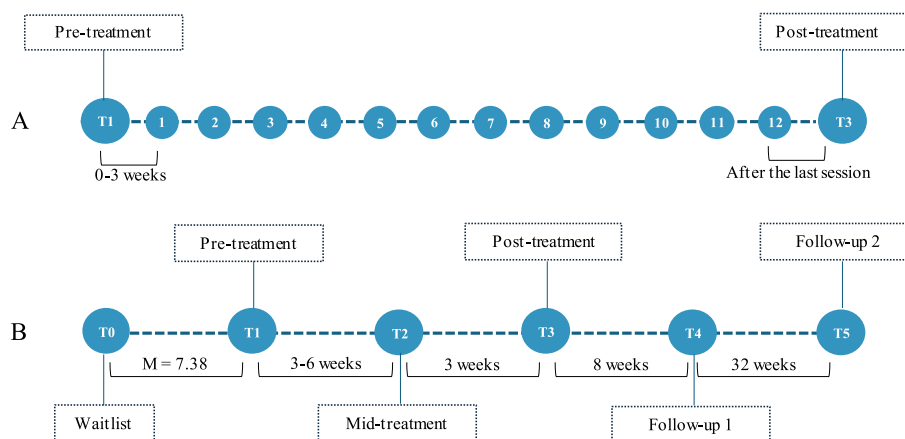 Pre-treatment
Post-treatment
A
T1 1 2 3 4 5 6 7 8 9 10 11 12 T3
0-3 weeks
After the last session
Pre-treatment
Post-treatment
Follow-up 2
B
T0 T1 T2 T3 T4 T5
M = 7.38
3-6 weeks
3 weeks
8 weeks
32 weeks
Waitlist
Mid-treatment
Follow-up 1